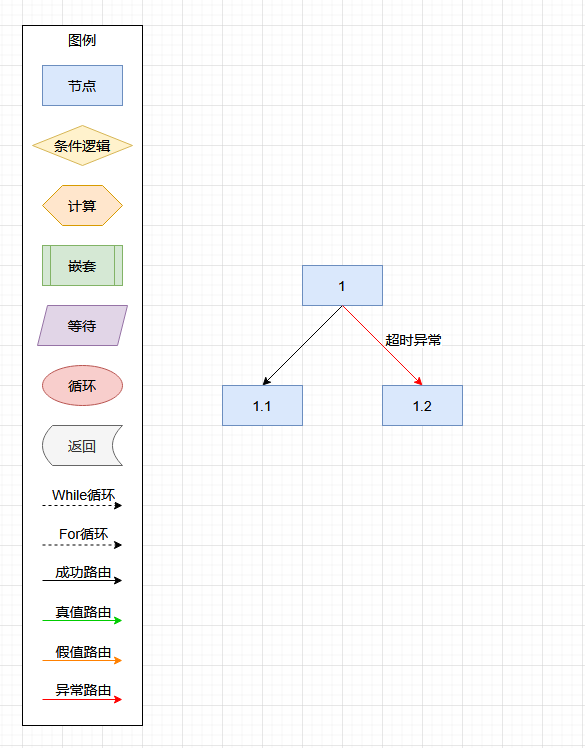 图例
节点
条件逻辑
计算
嵌套
等待
循环
返回
While循环
For循环
成功路由
真值路由
假值路由
异常路由
1
超时异常
1.1
1.2